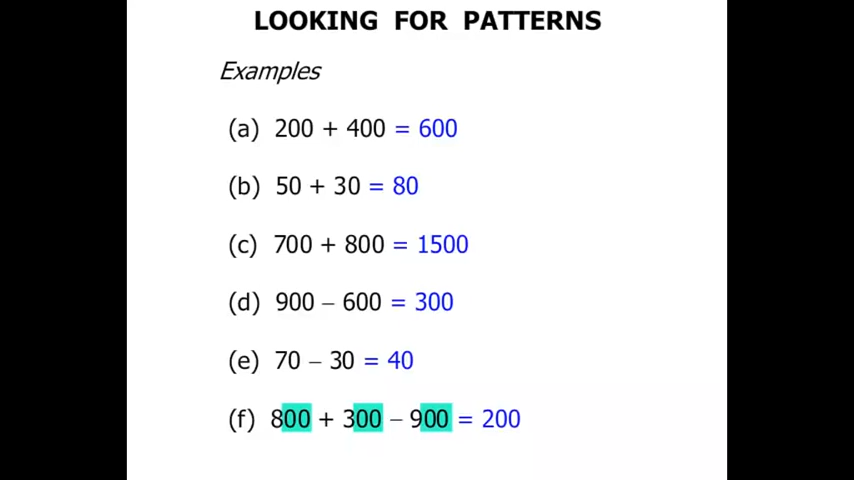 LOOKING FOR PATTERNS
Examples
(a) 200 + 400 = 600
(b) 50 + 30 = 80
(c) 700 + 800 = 1500
(d) 900 – 600 = 300
(e) 70 – 30 = 40
(f) 800 + 300 – 900 = 200